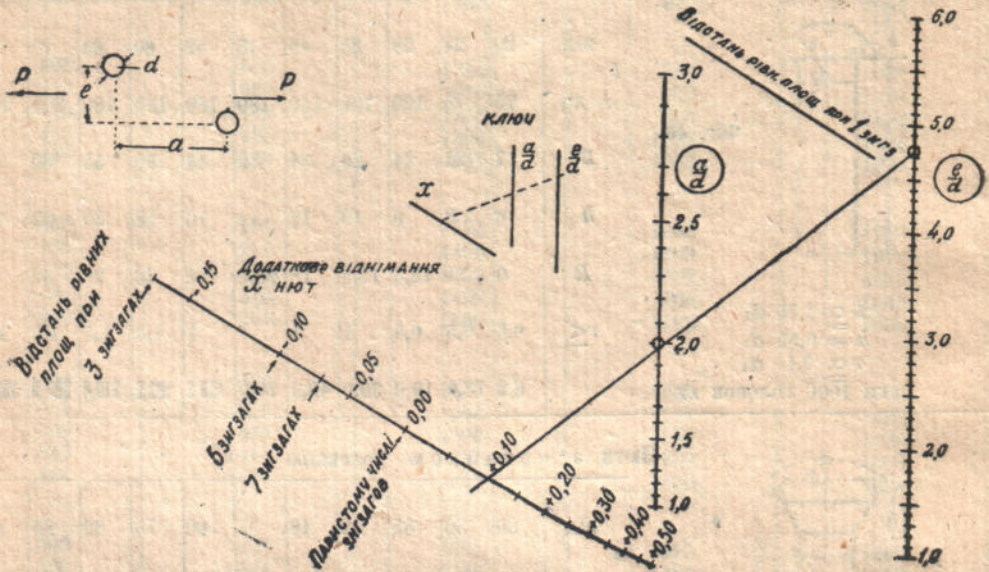 P
d
e
a
P
КЛЮЧ
a/d
e/d
X
ВІДСТАНЬ РІВН. ПЛОЩ ПРИ 1 ЗИГЗ
6,0
5,0
4,0
3,0
2,0
1,0
e/d
3,0
2,5
2,0
1,5
1,0
a/d
ДОДАТКОВЕ ВІДНІМАННЯ
X НЮТ
ВІДСТАНЬ РІВНИХ
ПЛОЩ ПРИ
3 ЗИГЗАГАХ
5 ЗИГЗАГАХ
7 ЗИГЗАГАХ
ЧИСЛІ
ЗИГЗАГОВ
-0,15
-0,10
-0,05
0,00
+0,10
+0,20
+0,30
+0,40
+0,50